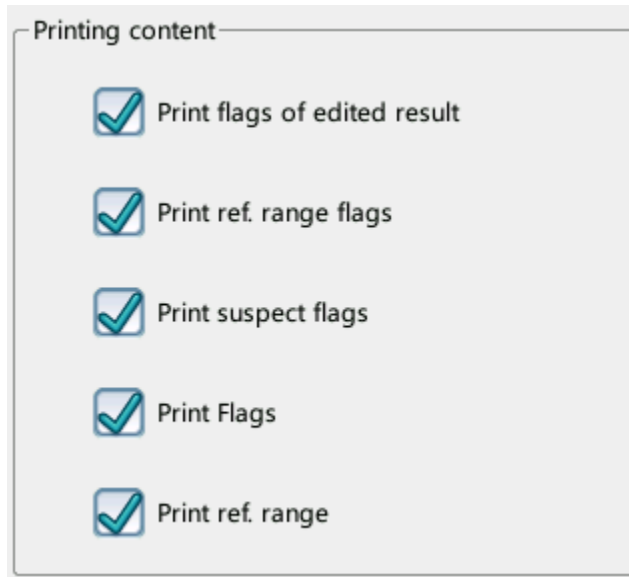 Printing content
Print flags of edited result
Print ref. range flags
Print suspect flags
Print Flags
Print ref. range